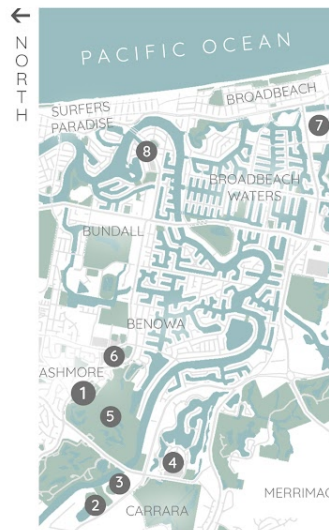 NORTH
PACIFIC OCEAN
SURFERS
PARADISE
BROADBEACH
7
8
BROADBEACH
WATERS
BUNDALL
BENOWA
6
ASHMORE
1
5
4
3
2
CARRARA
MERRIMAC